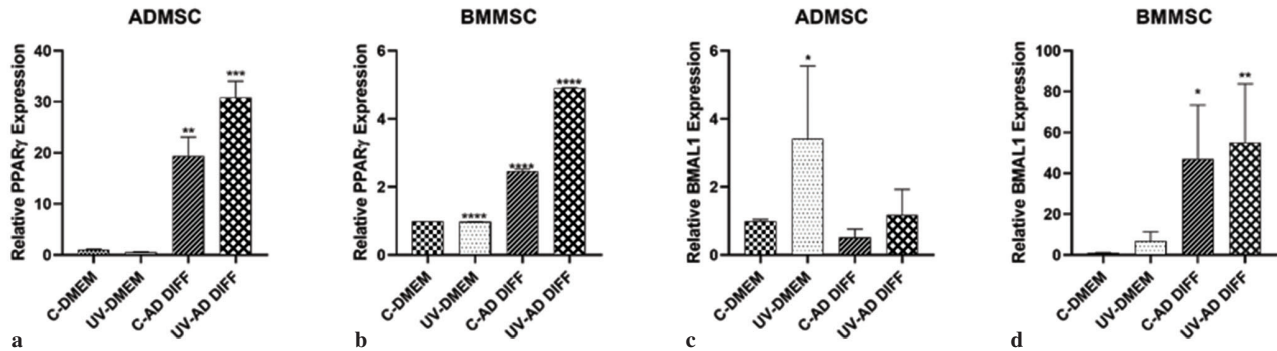 ADMSC
Relative PPARγ Expression
40
30
20
10
0
**
***
C-DMEM
UV-DMEM
C-AD DIFF
UV-AD DIFF
a
BMMSC
Relative PPARγ Expression
6
4
2
0
****
****
****
C-DMEM
UV-DMEM
C-AD DIFF
UV-AD DIFF
b
ADMSC
Relative BMAL1 Expression
6
4
2
0
*
C-DMEM
UV-DMEM
C-AD DIFF
UV-AD DIFF
c
BMMSC
Relative BMAL1 Expression
100
80
60
40
20
0
*
**
C-DMEM
UV-DMEM
C-AD DIFF
UV-AD DIFF
d